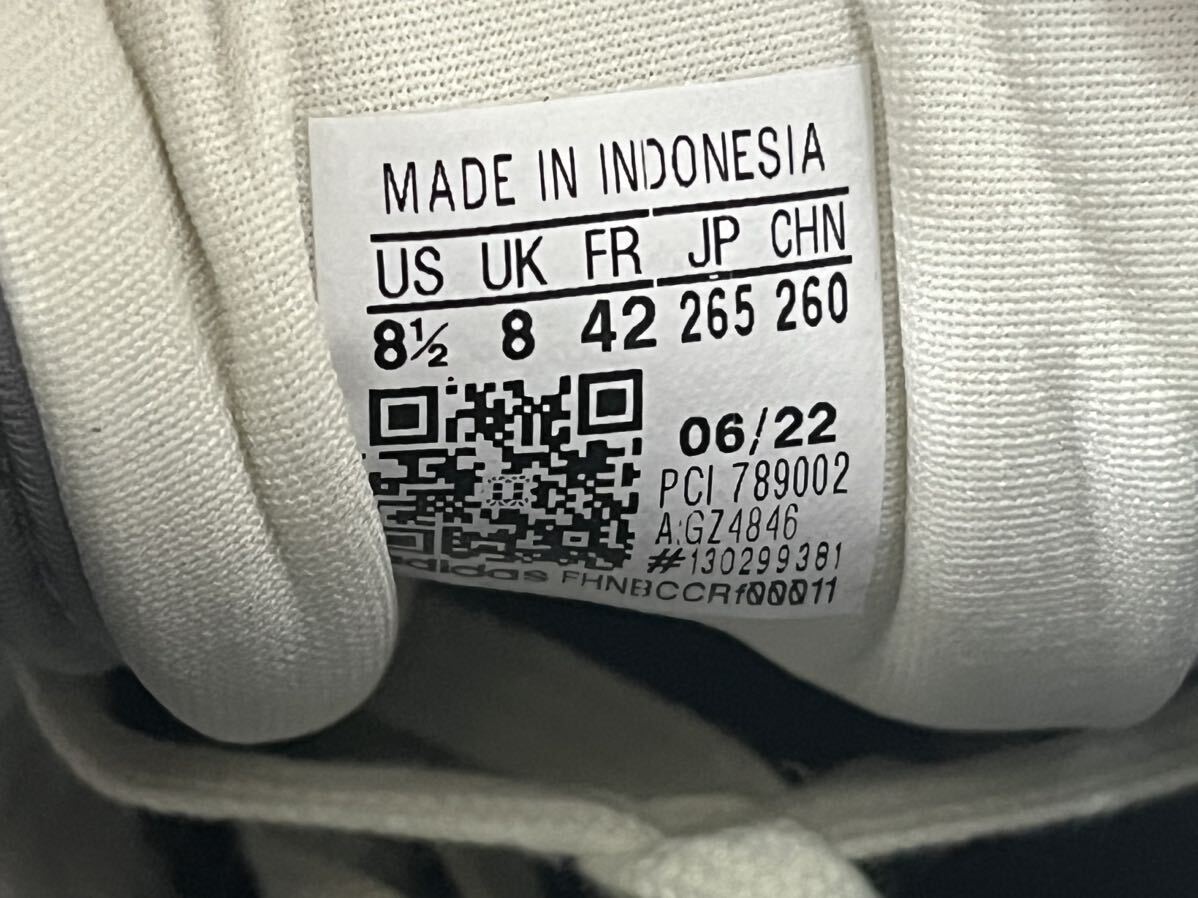 MADE IN INDONESIA
US UK FR JP CHN
8½ 8 42 265 260
06/22
PCI 789002
A:GZ4846
#130299381
adidas FHNBCCRf00011